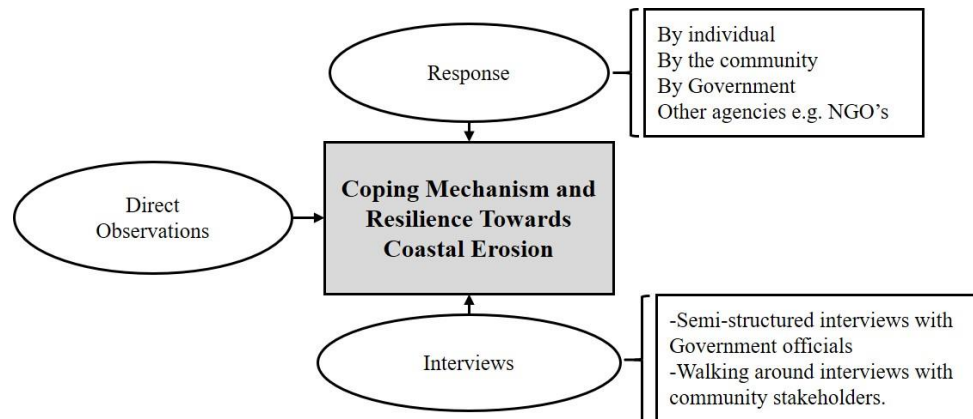 Response
By individual
By the community
By Government
Other agencies e.g. NGO's
Direct
Observations
Coping Mechanism and
Resilience Towards
Coastal Erosion
Interviews
-Semi-structured interviews with
Government officials
-Walking around interviews with
community stakeholders.